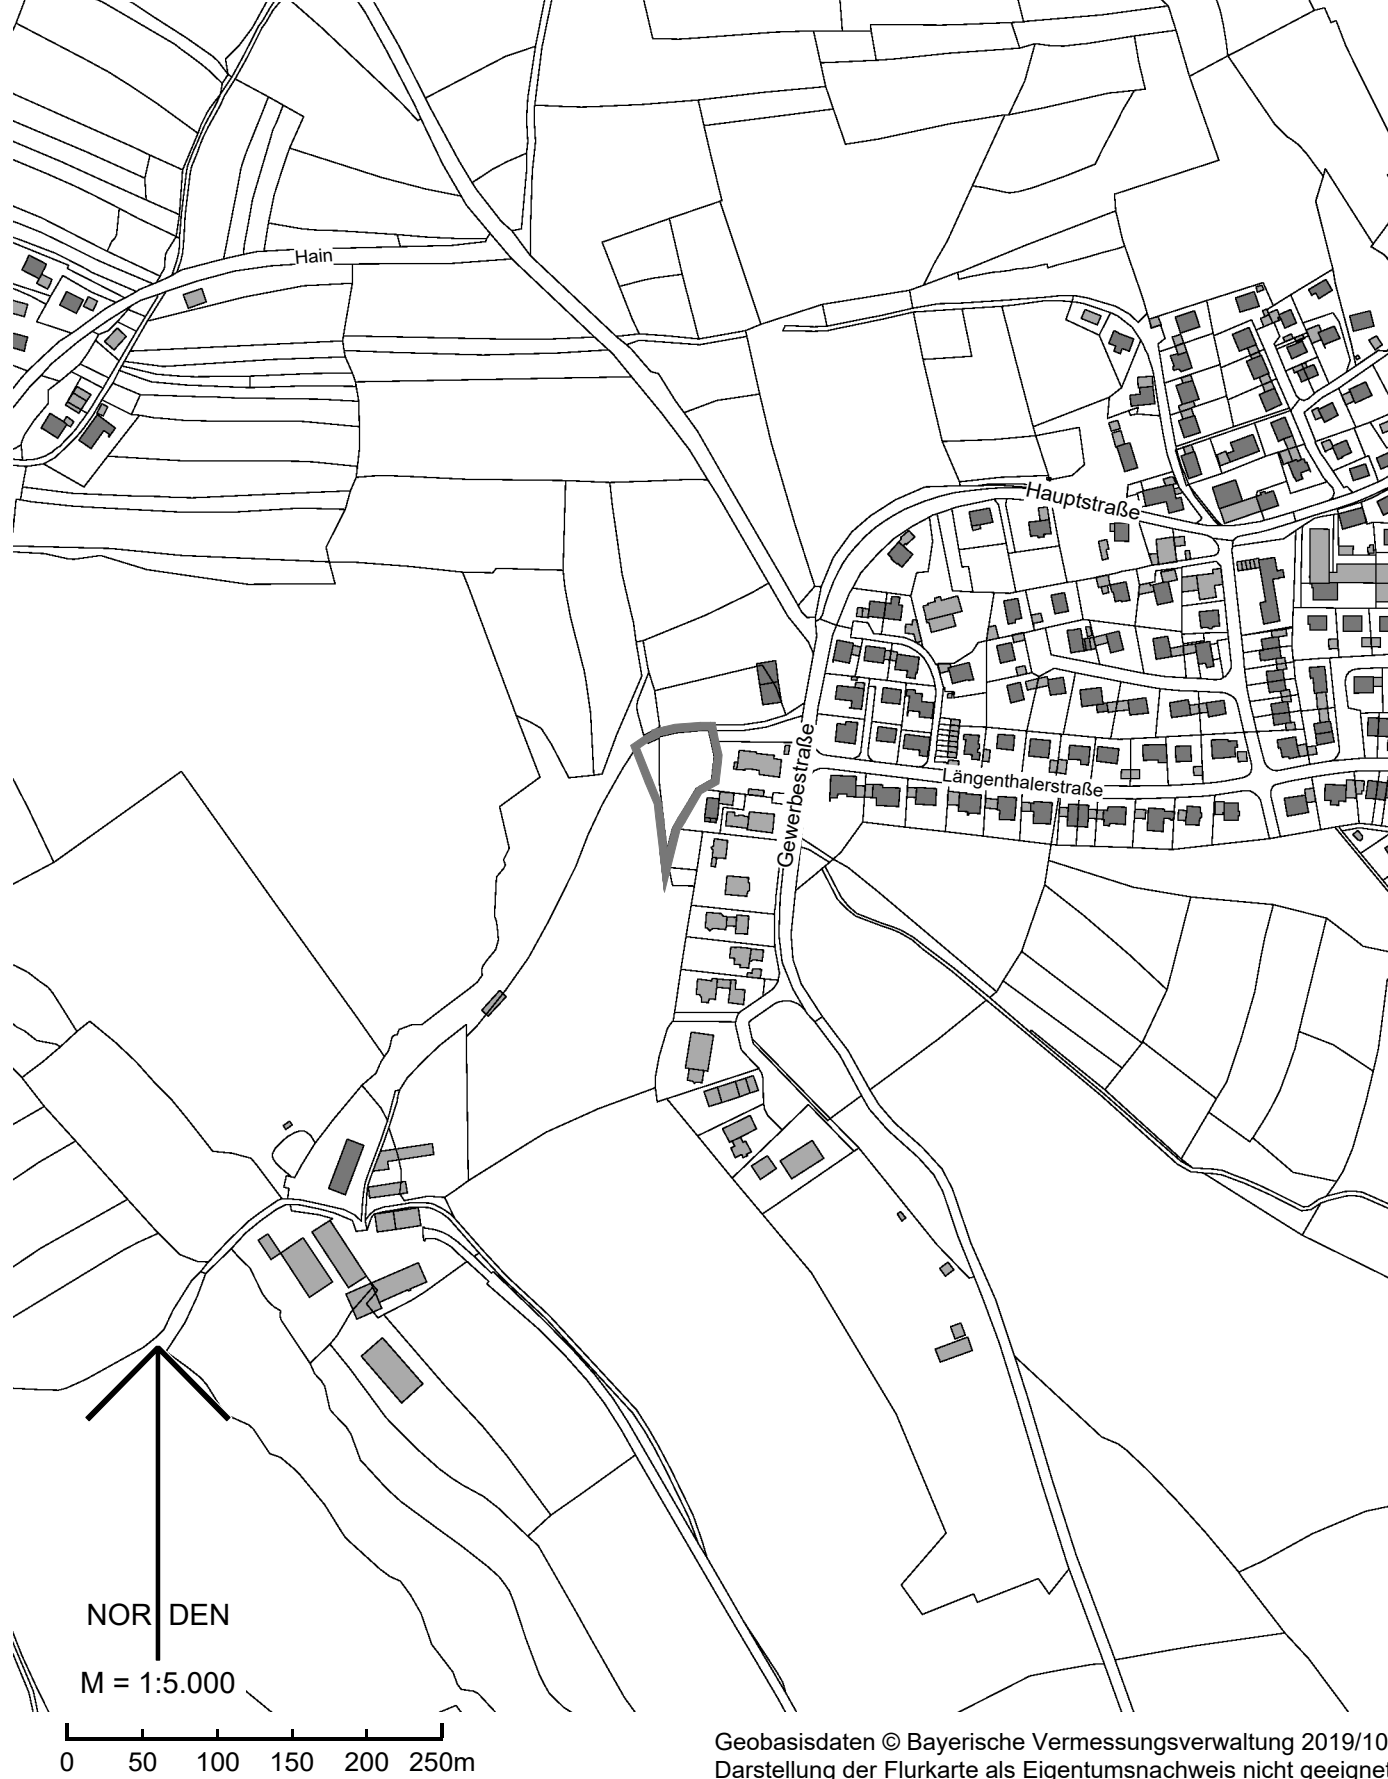 Hain
Hauptstraße
Gewerbestraße
Längenthalerstraße
NORDEN
M = 1:5.000
0 50 100 150 200 250m
Geobasisdaten © Bayerische Vermessungsverwaltung 2019/10
Darstellung der Flurkarte als Eigentumsnachweis nicht geeignet